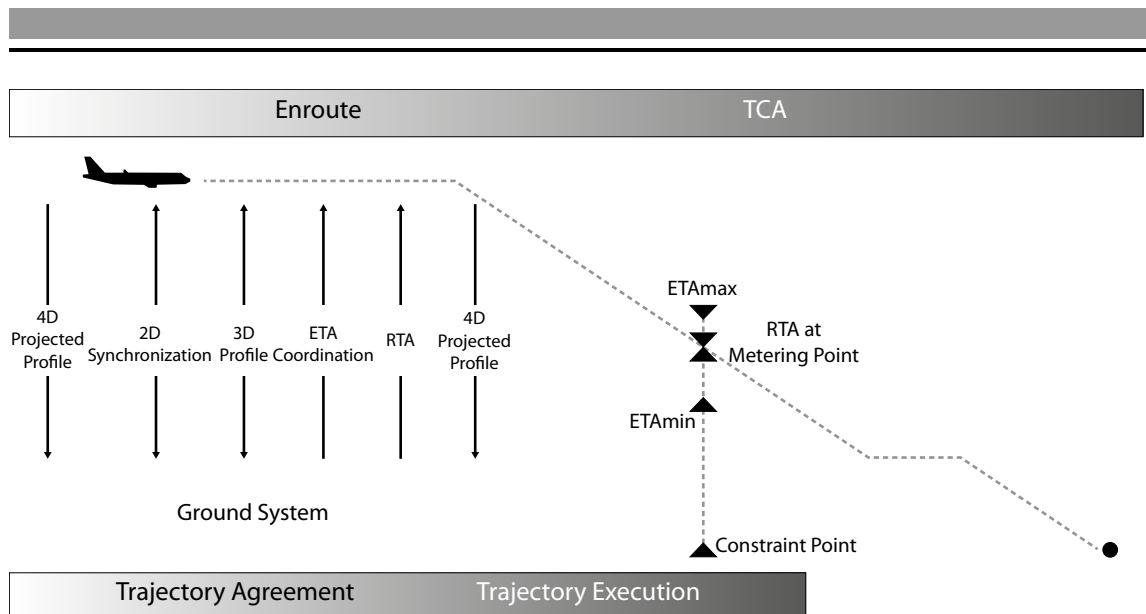 Enroute
TCA
4D
Projected
Profile
2D
Synchronization
3D
Profile
ETA
Coordination
RTA
4D
Projected
Profile
ETAmax
RTA at
Metering Point
ETAmin
Ground System
Constraint Point
Trajectory Agreement
Trajectory Execution